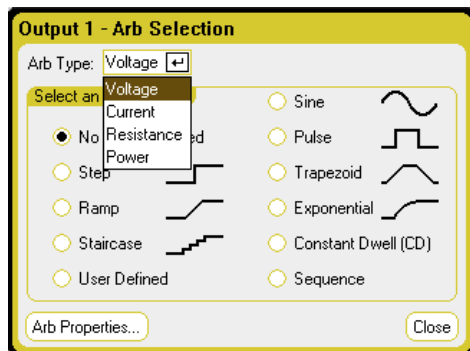 Output 1 - Arb Selection
Arb Type: Voltage
Voltage
Current
Resistance
Power
Select an
No
ed
Step
Ramp
Staircase
User Defined
Sine
Pulse
Trapezoid
Exponential
Constant Dwell (CD)
Sequence
Arb Properties...
Close